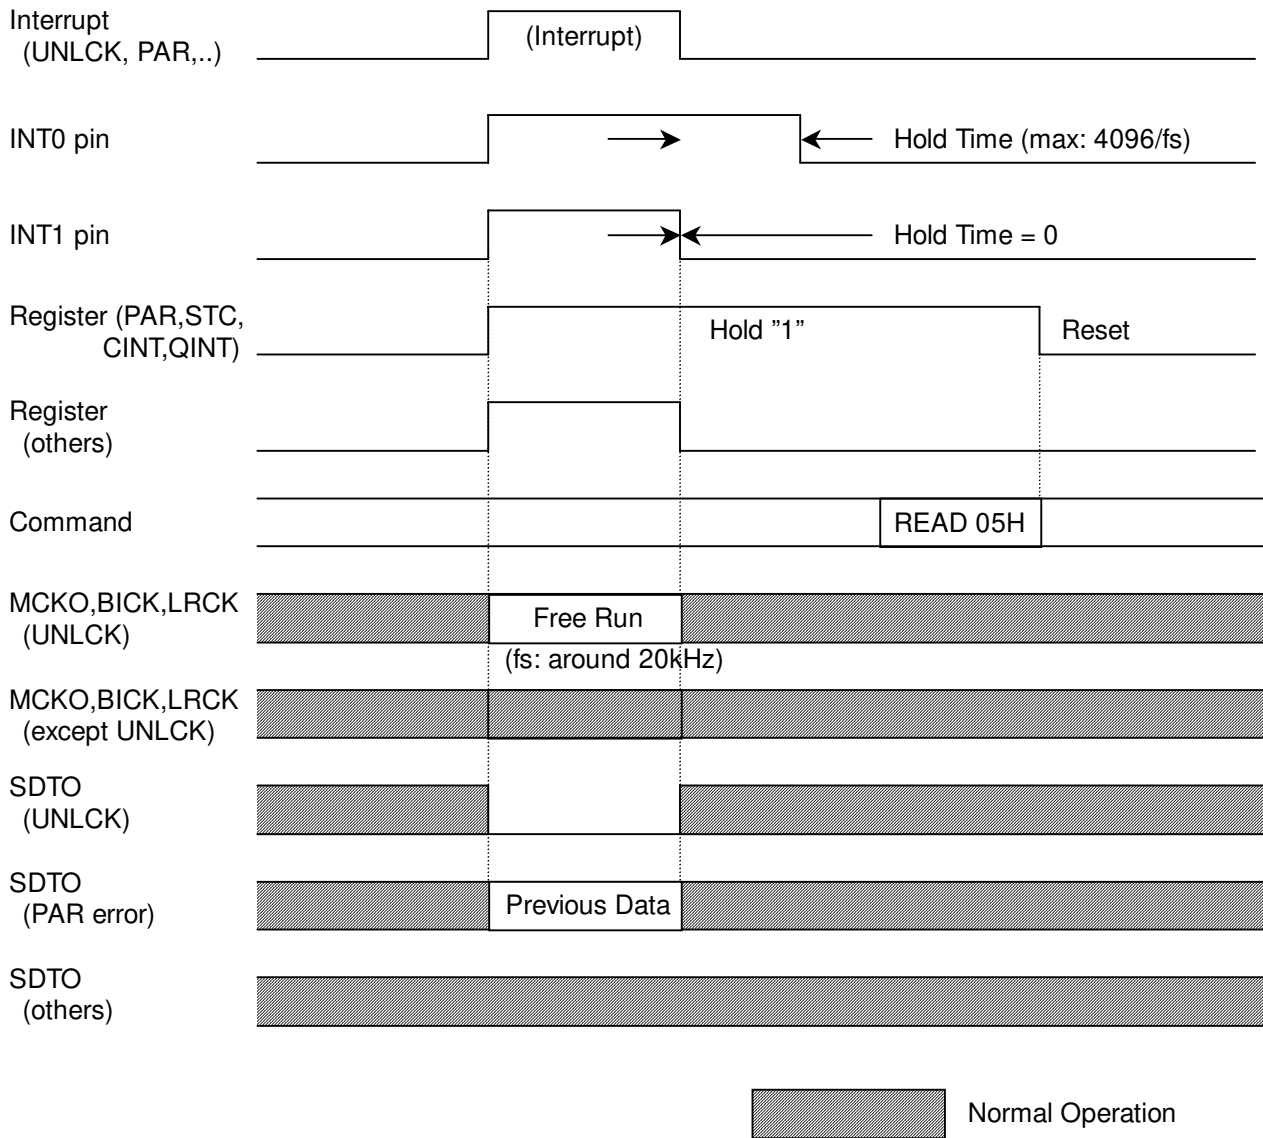 Interrupt
(UNLCK, PAR,..)
(Interrupt)
INT0 pin
Hold Time (max: 4096/fs)
INT1 pin
Hold Time = 0
Register (PAR,STC,
CINT,QINT)
Hold ”1”
Reset
Register
(others)
Command
READ 05H
MCKO,BICK,LRCK
(UNLCK)
Free Run
(fs: around 20kHz)
MCKO,BICK,LRCK
(except UNLCK)
SDTO
(UNLCK)
SDTO
(PAR error)
Previous Data
SDTO
(others)
Normal Operation